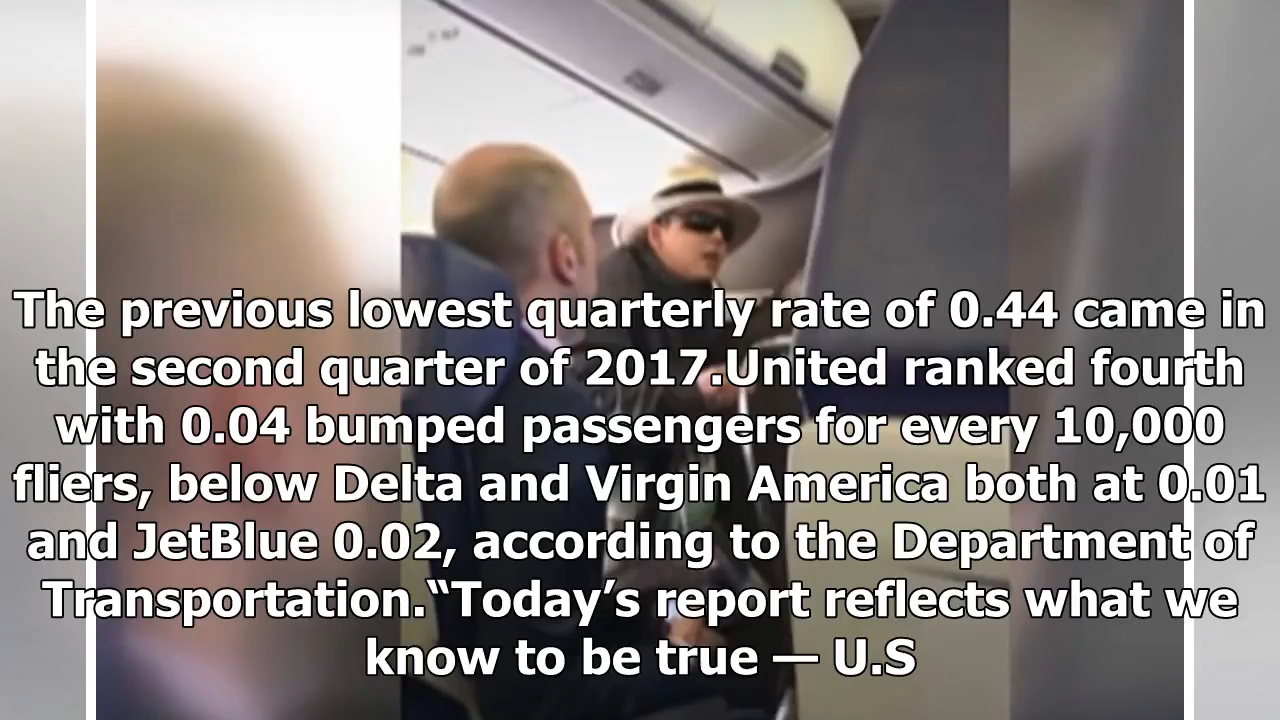 The previous lowest quarterly rate of 0.44 came in
the second quarter of 2017.United ranked fourth
with 0.04 bumped passengers for every 10,000
fliers, below Delta and Virgin America both at 0.01
and JetBlue 0.02, according to the Department of
Transportation.“Today’s report reflects what we
know to be true — U.S